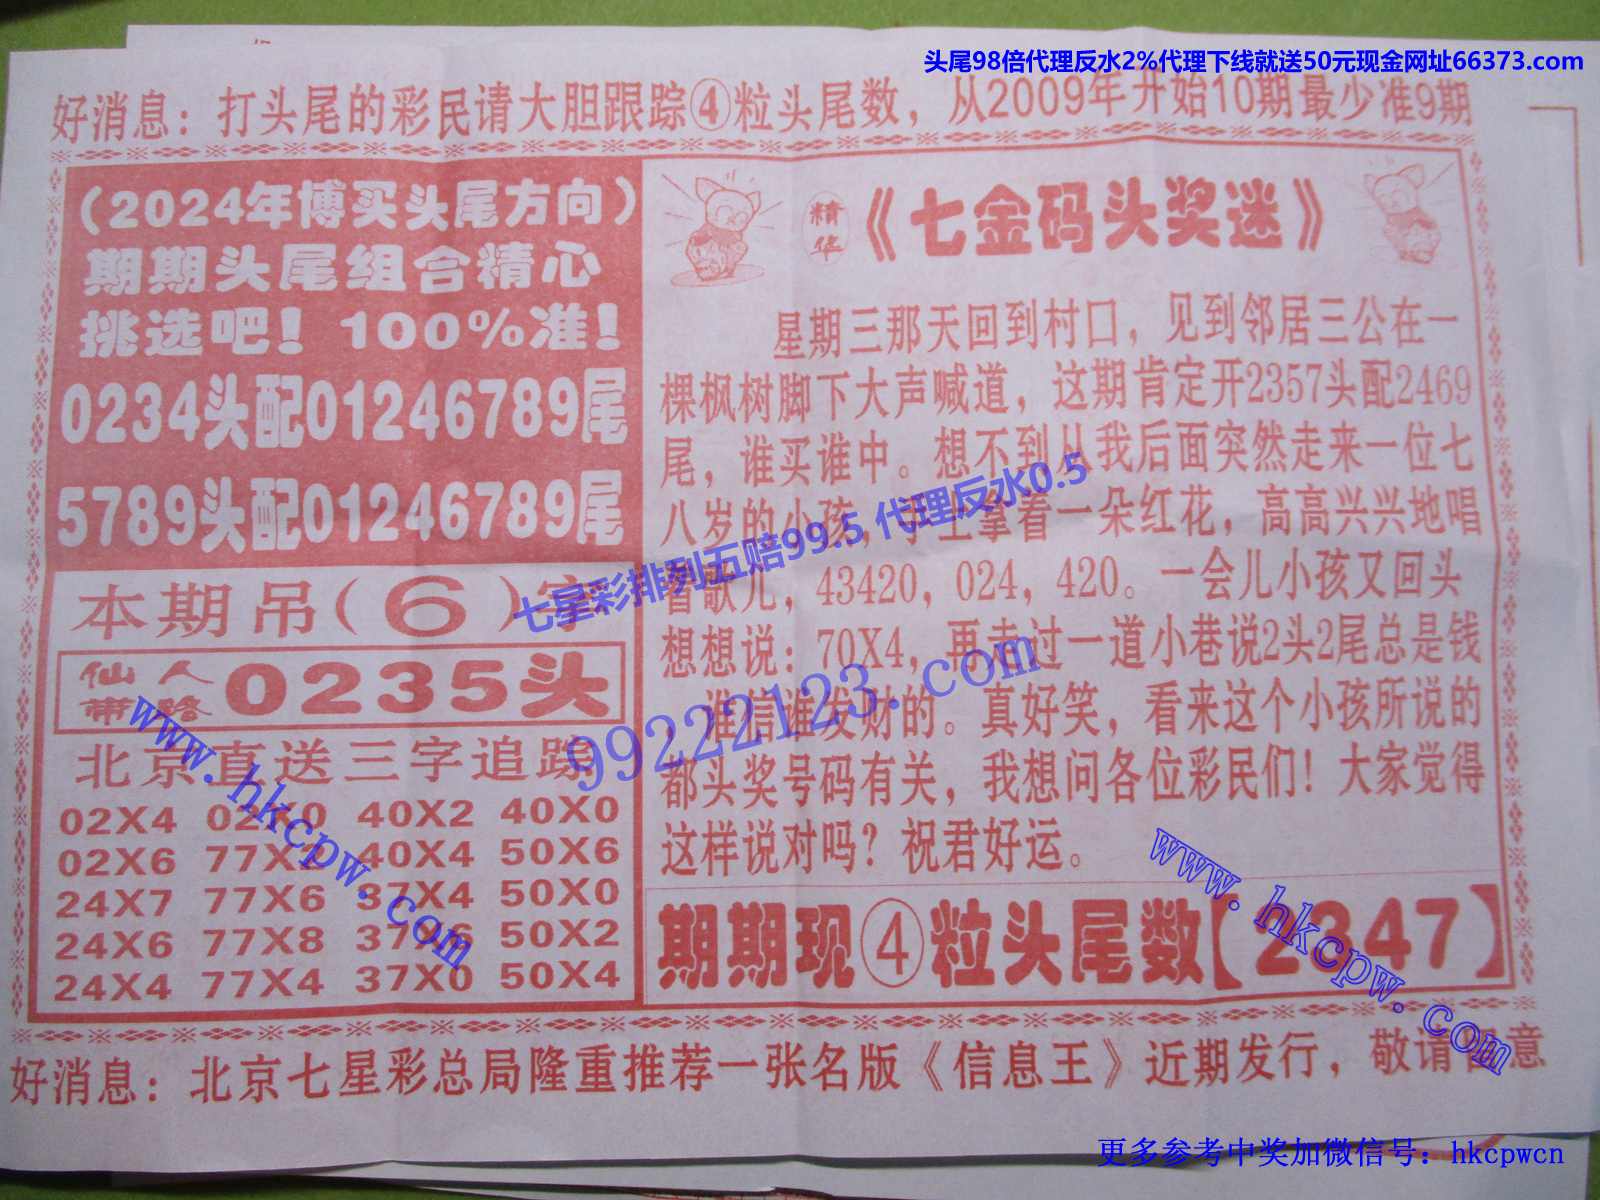 头尾98倍代理反水2%代理下线就送50元现金网址66373.com
好消息：打头尾的彩民请大胆跟踪④粒头尾数，从2009年开始10期最少准9期
（2024年博买头尾方向）
期期头尾组合精心
挑选吧！100%准！
0234头配01246789尾
5789头配01246789尾
本期吊（6）字
仙人
带路
0235头
北京直送三字追踪
02X4 02X0 40X2 40X0
02X6 77X0 40X4 50X6
24X7 77X6 37X4 50X0
24X6 77X8 37X6 50X2
24X4 77X4 37X0 50X4
精华
《七金码头奖迷》
星期三那天回到村口，见到邻居三公在一
棵枫树脚下大声喊道，这期肯定开2357头配2469
尾，谁买谁中。想不到从我后面突然走来一位七
八岁的小孩，手上拿着一朵红花，高高兴兴地唱
着歌儿，43420，024，420。一会儿小孩又回头
想想说：70X4，再走过一道小巷说2头2尾总是钱
，谁信谁发财的。真好笑，看来这个小孩所说的
都头奖号码有关，我想问各位彩民们！大家觉得
这样说对吗？祝君好运。
期期现④粒头尾数【2347】
好消息：北京七星彩总局隆重推荐一张名版《信息王》近期发行，敬请留意
七星彩排列五赔99.5 代理反水0.5
99222123.com
www.hkcpw.com
www.hkcpw.com
更多参考中奖加微信号：hkcpwcn